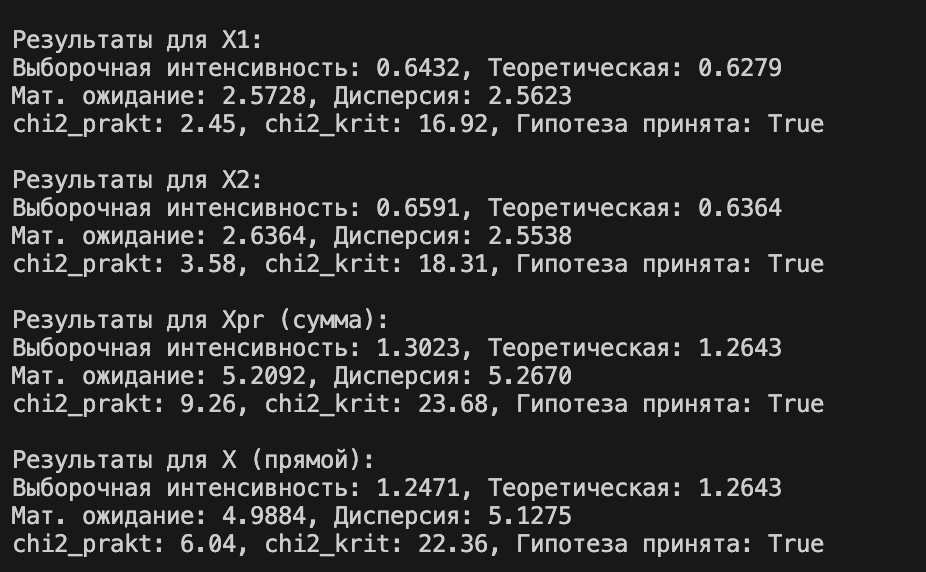 Результаты для X1:
Выборочная интенсивность: 0.6432, Теоретическая: 0.6279
Мат. ожидание: 2.5728, Дисперсия: 2.5623
chi2_prakt: 2.45, chi2_krit: 16.92, Гипотеза принята: True
Результаты для X2:
Выборочная интенсивность: 0.6591, Теоретическая: 0.6364
Мат. ожидание: 2.6364, Дисперсия: 2.5538
chi2_prakt: 3.58, chi2_krit: 18.31, Гипотеза принята: True
Результаты для Xpr (сумма):
Выборочная интенсивность: 1.3023, Теоретическая: 1.2643
Мат. ожидание: 5.2092, Дисперсия: 5.2670
chi2_prakt: 9.26, chi2_krit: 23.68, Гипотеза принята: True
Результаты для X (прямой):
Выборочная интенсивность: 1.2471, Теоретическая: 1.2643
Мат. ожидание: 4.9884, Дисперсия: 5.1275
chi2_prakt: 6.04, chi2_krit: 22.36, Гипотеза принята: True